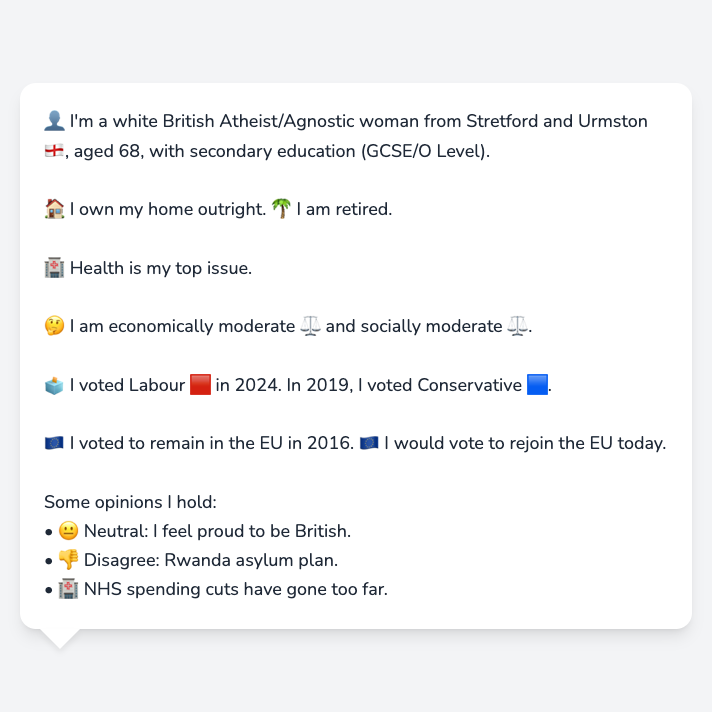 👤 I'm a white British Atheist/Agnostic woman from Stretford and Urmston
🏴󠁧󠁢󠁥󠁮󠁧󠁿, aged 68, with secondary education (GCSE/O Level).
🏠 I own my home outright. 🌴 I am retired.
🏥 Health is my top issue.
🤔 I am economically moderate ⚖️ and socially moderate ⚖️.
🗳️ I voted Labour 🟥 in 2024. In 2019, I voted Conservative 🟦.
🇪🇺 I voted to remain in the EU in 2016. 🇪🇺 I would vote to rejoin the EU today.
Some opinions I hold:
• 😐 Neutral: I feel proud to be British.
• 👎 Disagree: Rwanda asylum plan.
• 🏥 NHS spending cuts have gone too far.